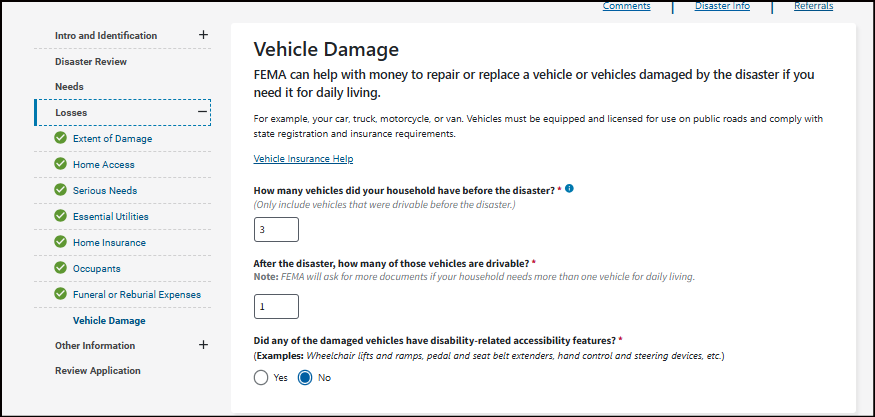 Comments | Disaster Info | Referrals
Intro and Identification +
Disaster Review
Needs
Losses −
Extent of Damage
Home Access
Serious Needs
Essential Utilities
Home Insurance
Occupants
Funeral or Reburial Expenses
Vehicle Damage
Other Information +
Review Application
Vehicle Damage
FEMA can help with money to repair or replace a vehicle or vehicles damaged by the disaster if you
need it for daily living.
For example, your car, truck, motorcycle, or van. Vehicles must be equipped and licensed for use on public roads and comply with
state registration and insurance requirements.
Vehicle Insurance Help
How many vehicles did your household have before the disaster? *
(Only include vehicles that were drivable before the disaster.)
3
After the disaster, how many of those vehicles are drivable? *
Note: FEMA will ask for more documents if your household needs more than one vehicle for daily living.
1
Did any of the damaged vehicles have disability-related accessibility features? *
(Examples: Wheelchair lifts and ramps, pedal and seat belt extenders, hand control and steering devices, etc.)
Yes No